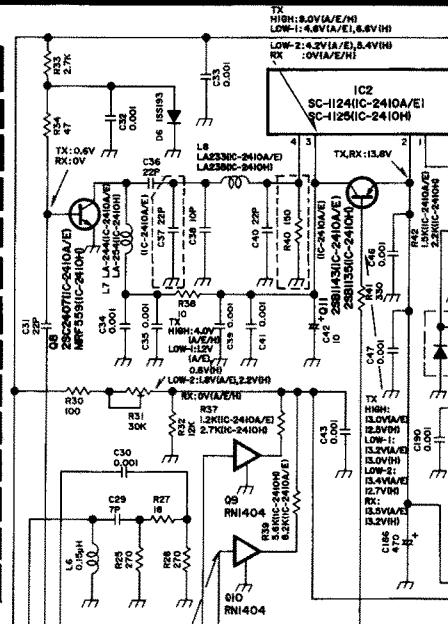 TX
HIGH:8.0V(A/E/H)
LOW-1:4.6V(A/E),6.6V(H)
LOW-2:4.2V(A/E),5.4V(H)
RX :0V(A/E/H)
R33
2.7K
C33
0.001
IC2
SC-1124(IC-2410A/E)
SC-1125(IC-2410H)
R34
47
C32
0.001
D6 1SS193
4
3
2
TX:0.6V
RX:0V
C36
22P
L8
LA233(IC-2410A/E)
LA238(IC-2410H)
TX,RX:13.8V
Q8
2SC2407(IC-2410A/E)
MRF559(IC-2410H)
L7
LA-244(IC-2410A/E)
LA-254(IC-2410H)
(IC-2410A/E)
C37 22P
C38 10P
C40 22P
R40 150
(IC-2410A/E)
Q11
2SB1143(IC-2410A/E)
2SB1135(IC-2410H)
R42
1.5K(IC-2410A/E)
2.2K(IC-2410H)
C46
0.001
R41
330
C31
22P
C34
0.001
C35 0.001
R38
10
TX
HIGH:4.0V
(A/E/H)
LOW-1:1.2V
(A/E),
0.6V(H)
LOW-2:1.8V(A/E),2.2V(H)
RX:0V(A/E/H)
C39 0.001
C41 0.001
C42
10
C47
0.001
R30
100
R31
30K
R32
12K
R37
1.2K(IC-2410A/E)
2.7K(IC-2410H)
C43
0.001
TX
HIGH:
13.0V(A/E)
12.5V(H)
LOW-1:
13.2V(A/E)
13.0V(H)
LOW-2:
13.4V(A/E)
12.7V(H)
RX:
13.5V(A/E)
13.2V(H)
C190
0.001
C30
0.001
Q9
RN1404
R39
5.6K(IC-2410H)
8.2K(IC-2410A/E)
C29
7P
R27
18
L6
0.15μH
R25
270
R28
270
Q10
RN1404
C186
470